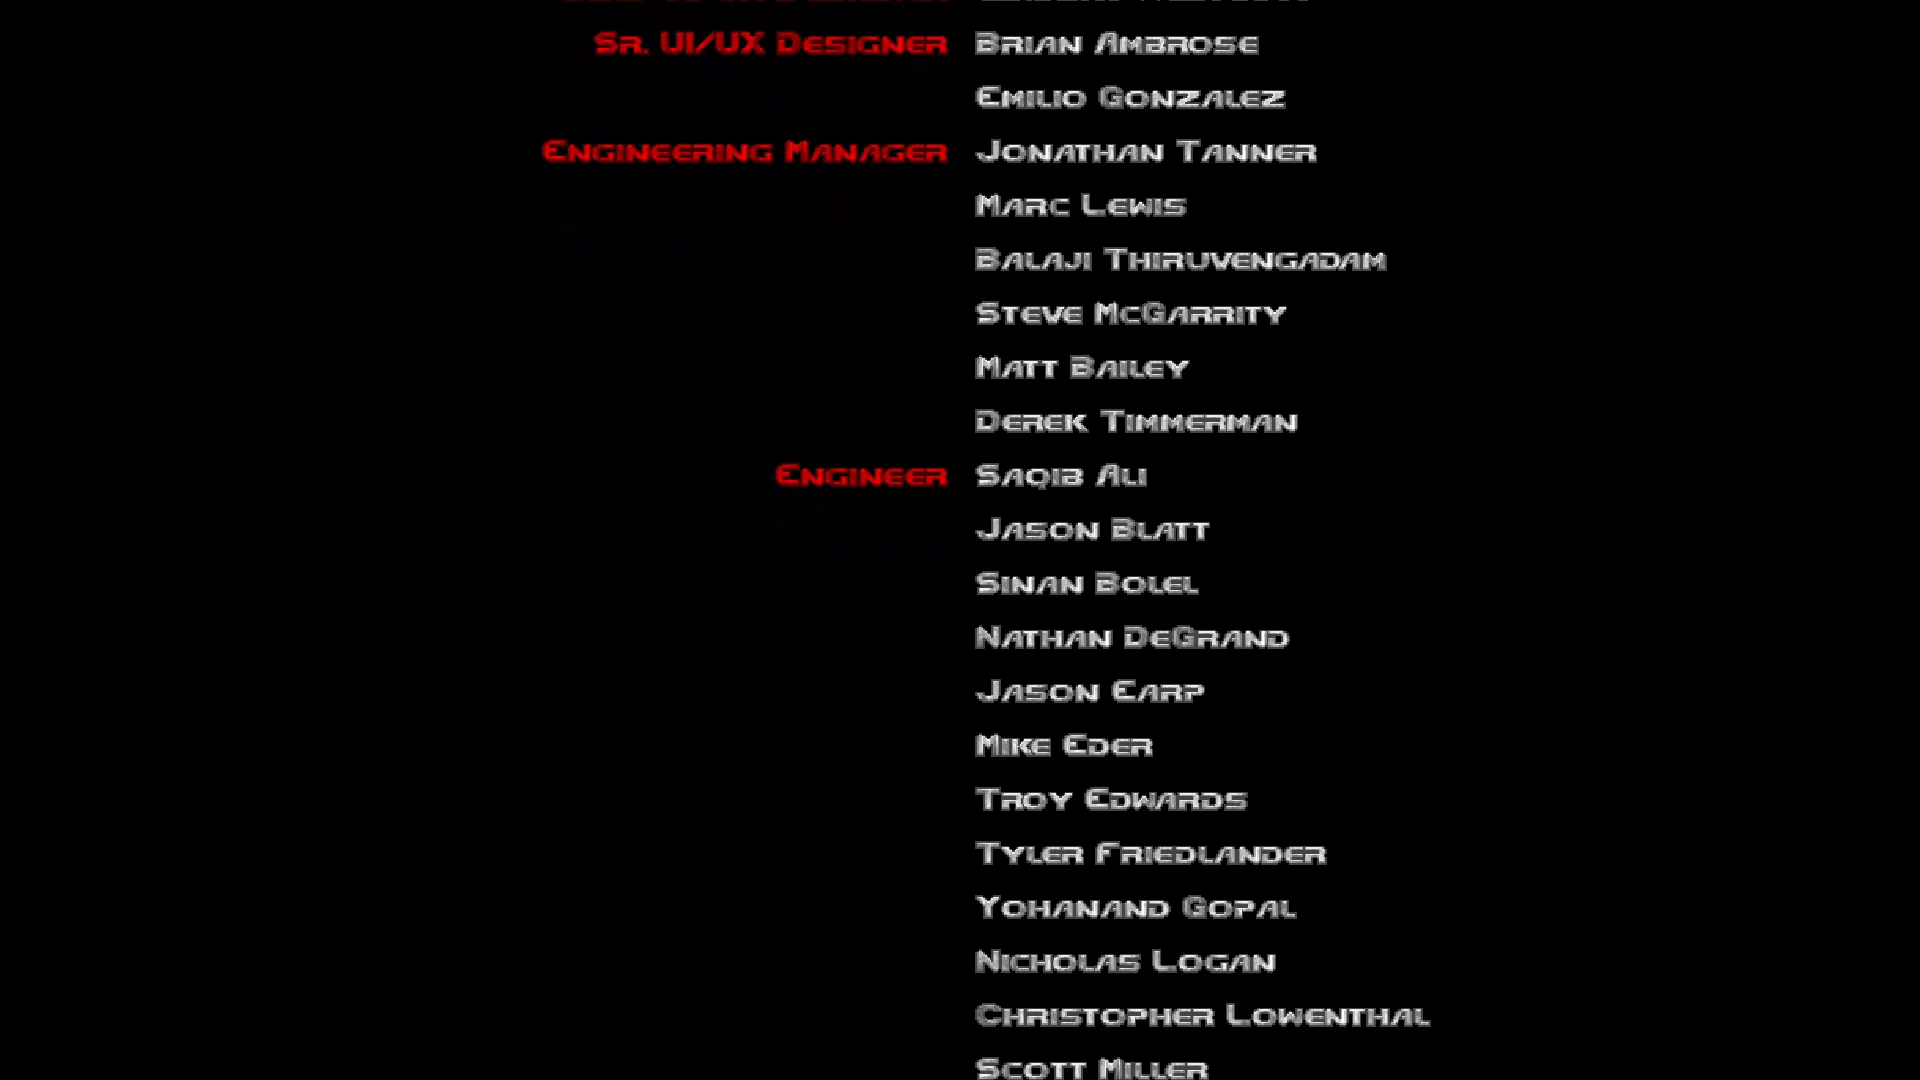 Sr. UI/UX Designer Brian Ambrose
Emilio Gonzalez
Engineering Manager Jonathan Tanner
Marc Lewis
Balaji Thiruvengadam
Steve McGarrity
Matt Bailey
Derek Timmerman
Engineer Saqib Ali
Jason Blatt
Sinan Bolel
Nathan DeGrand
Jason Earp
Mike Eder
Troy Edwards
Tyler Friedlander
Yohanand Gopal
Nicholas Logan
Christopher Lowenthal
Scott Miller